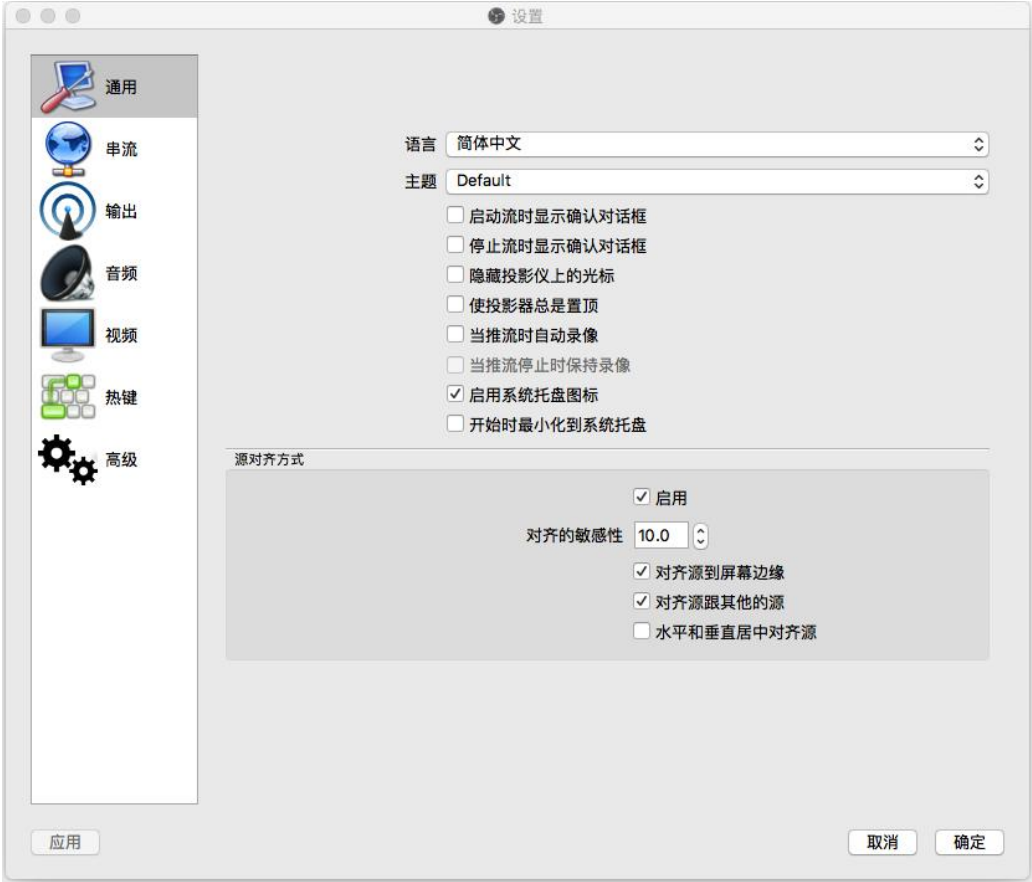 设置
通用
串流
输出
音频
视频
热键
高级
语言 简体中文
主题 Default
启动流时显示确认对话框
停止流时显示确认对话框
隐藏投影仪上的光标
使投影器总是置顶
当推流时自动录像
当推流停止时保持录像
启用系统托盘图标
开始时最小化到系统托盘
源对齐方式
启用
对齐的敏感性 10.0
对齐源到屏幕边缘
对齐源跟其他的源
水平和垂直居中对齐源
应用 取消 确定